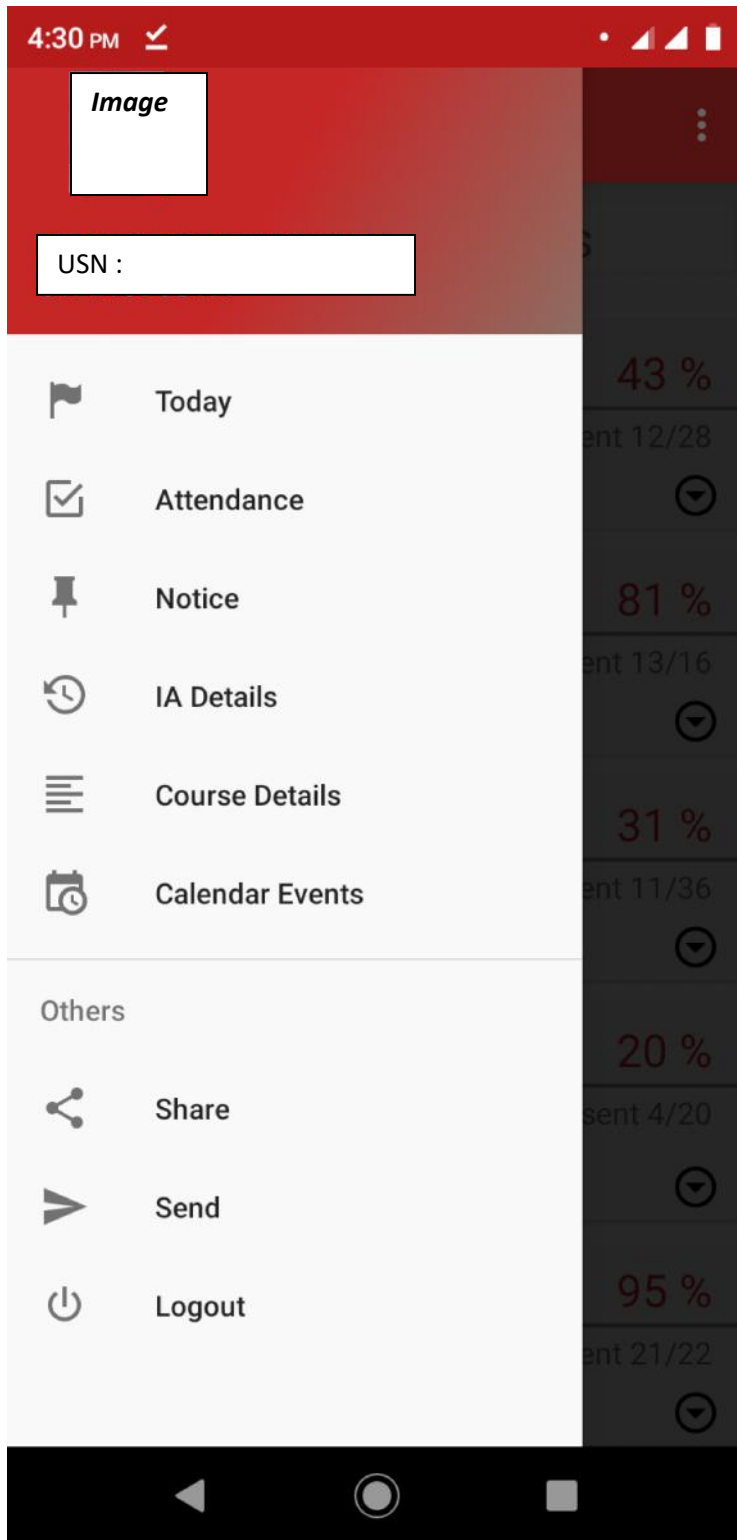 4:30 PM
Image
USN :
S
43 %
Today
ent 12/28
Attendance
Notice
81 %
ent 13/16
IA Details
Course Details
31 %
Calendar Events
ent 11/36
Others
20 %
Share
sent 4/20
Send
95 %
Logout
ent 21/22